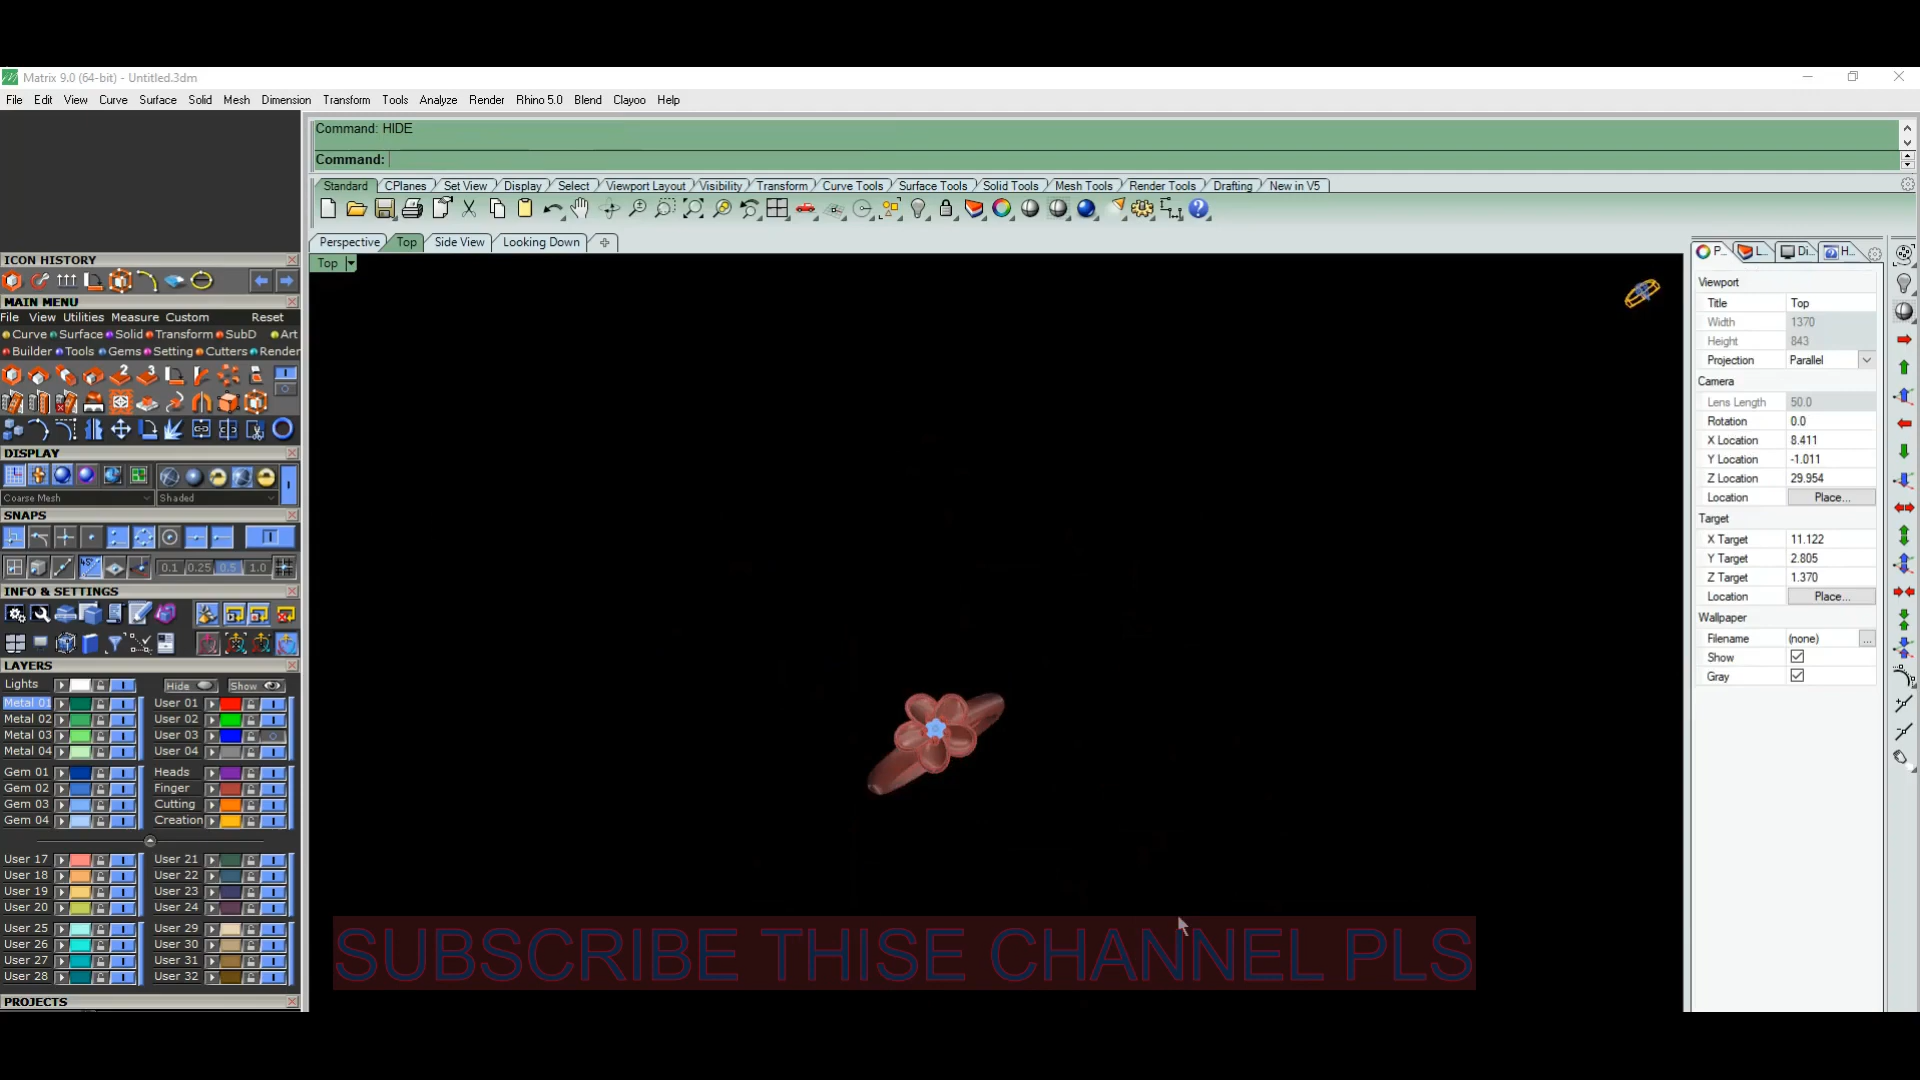 Matrix 9.0 (64-bit) - Untitled.3dm
File Edit View Curve Surface Solid Mesh Dimension Transform Tools Analyze Render Rhino 5.0 Blend Clayoo Help
Command: HIDE
Command:
Standard CPlanes Set View Display Select Viewport Layout Visibility Transform Curve Tools Surface Tools Solid Tools Mesh Tools Render Tools Drafting New in V5
Perspective Top Side View Looking Down
Top
ICON HISTORY
MAIN MENU
File View Utilities Measure Custom Reset
Curve Surface Solid Transform SubD Art
Builder Tools Gems Setting Cutters Render
2 3
DISPLAY
Coarse Mesh Shaded
SNAPS
45° 0.1 0.25 0.5 1.0
INFO & SETTINGS
LAYERS
Lights Hide Show
Metal 01 User 01
Metal 02 User 02
Metal 03 User 03
Metal 04 User 04
Gem 01 Heads
Gem 02 Finger
Gem 03 Cutting
Gem 04 Creation
User 17 User 21
User 18 User 22
User 19 User 23
User 20 User 24
User 25 User 29
User 26 User 30
User 27 User 31
User 28 User 32
PROJECTS
P... L... Di... H...
Viewport
Title Top
Width 1370
Height 843
Projection Parallel
Camera
Lens Length 50.0
Rotation 0.0
X Location 8.411
Y Location -1.011
Z Location 29.954
Location Place...
Target
X Target 11.122
Y Target 2.805
Z Target 1.370
Location Place...
Wallpaper
Filename (none) ...
Show
Gray
SUBSCRIBE THISE CHANNEL PLS